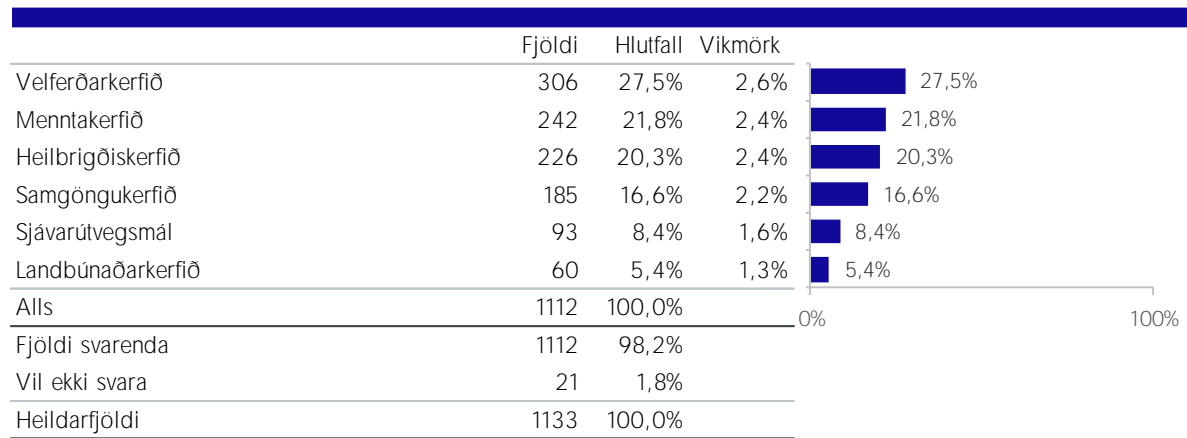 Fjöldi Hlutfall Vikmörk
Velferðarkerfið 306 27,5% 2,6% 27,5%
Menntakerfið 242 21,8% 2,4% 21,8%
Heilbrigðiskerfið 226 20,3% 2,4% 20,3%
Samgöngukerfið 185 16,6% 2,2% 16,6%
Sjávarútvegsmál 93 8,4% 1,6% 8,4%
Landbúnaðarkerfið 60 5,4% 1,3% 5,4%
Alls 1112 100,0%
0% 100%
Fjöldi svarenda 1112 98,2%
Vil ekki svara 21 1,8%
Heildarfjöldi 1133 100,0%